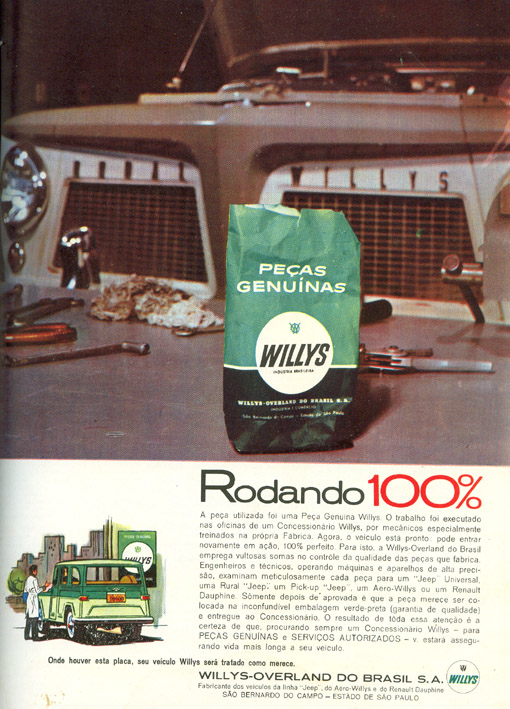 RURAL WILLYS
PEÇAS
GENUÍNAS
W
WILLYS
INDÚSTRIA BRASILEIRA
WILLYS-OVERLAND DO BRASIL S.A.
INDÚSTRIA E COMÉRCIO
São Bernardo do Campo - Estado de São Paulo
Rodando 100%
A peça utilizada foi uma Peça Genuína Willys. O trabalho foi executado
nas oficinas de um Concessionário Willys, por mecânicos especialmente
treinados na própria Fábrica. Agora, o veículo está pronto: pode entrar
novamente em ação, 100% perfeito. Para isto, a Willys-Overland do Brasil
emprega vultosas somas no contrôle da qualidade das peças que fabrica.
Engenheiros e técnicos, operando máquinas e aparelhos de alta preci-
são, examinam meticulosamente cada peça para um "Jeep" Universal,
uma Rural "Jeep", um Pick-up "Jeep", um Aero-Willys ou um Renault
Dauphine. Sòmente depois de aprovada é que a peça merece ser co-
locada na inconfundível embalagem verde-preta (garantia de qualidade)
e entregue ao Concessionário. O resultado de tôda essa atenção é a
certeza de que, procurando sempre um Concessionário Willys - para
PEÇAS GENUÍNAS e SERVIÇOS AUTORIZADOS - v. estará assegu-
rando vida mais longa a seu veículo.
WILLYS
Onde houver esta placa, seu veículo Willys será tratado como merece.
WILLYS-OVERLAND DO BRASIL S.A.
WILLYS
Fabricante dos veículos da linha "Jeep", do Aero-Willys e do Renault Dauphine
SÃO BERNARDO DO CAMPO - ESTADO DE SÃO PAULO